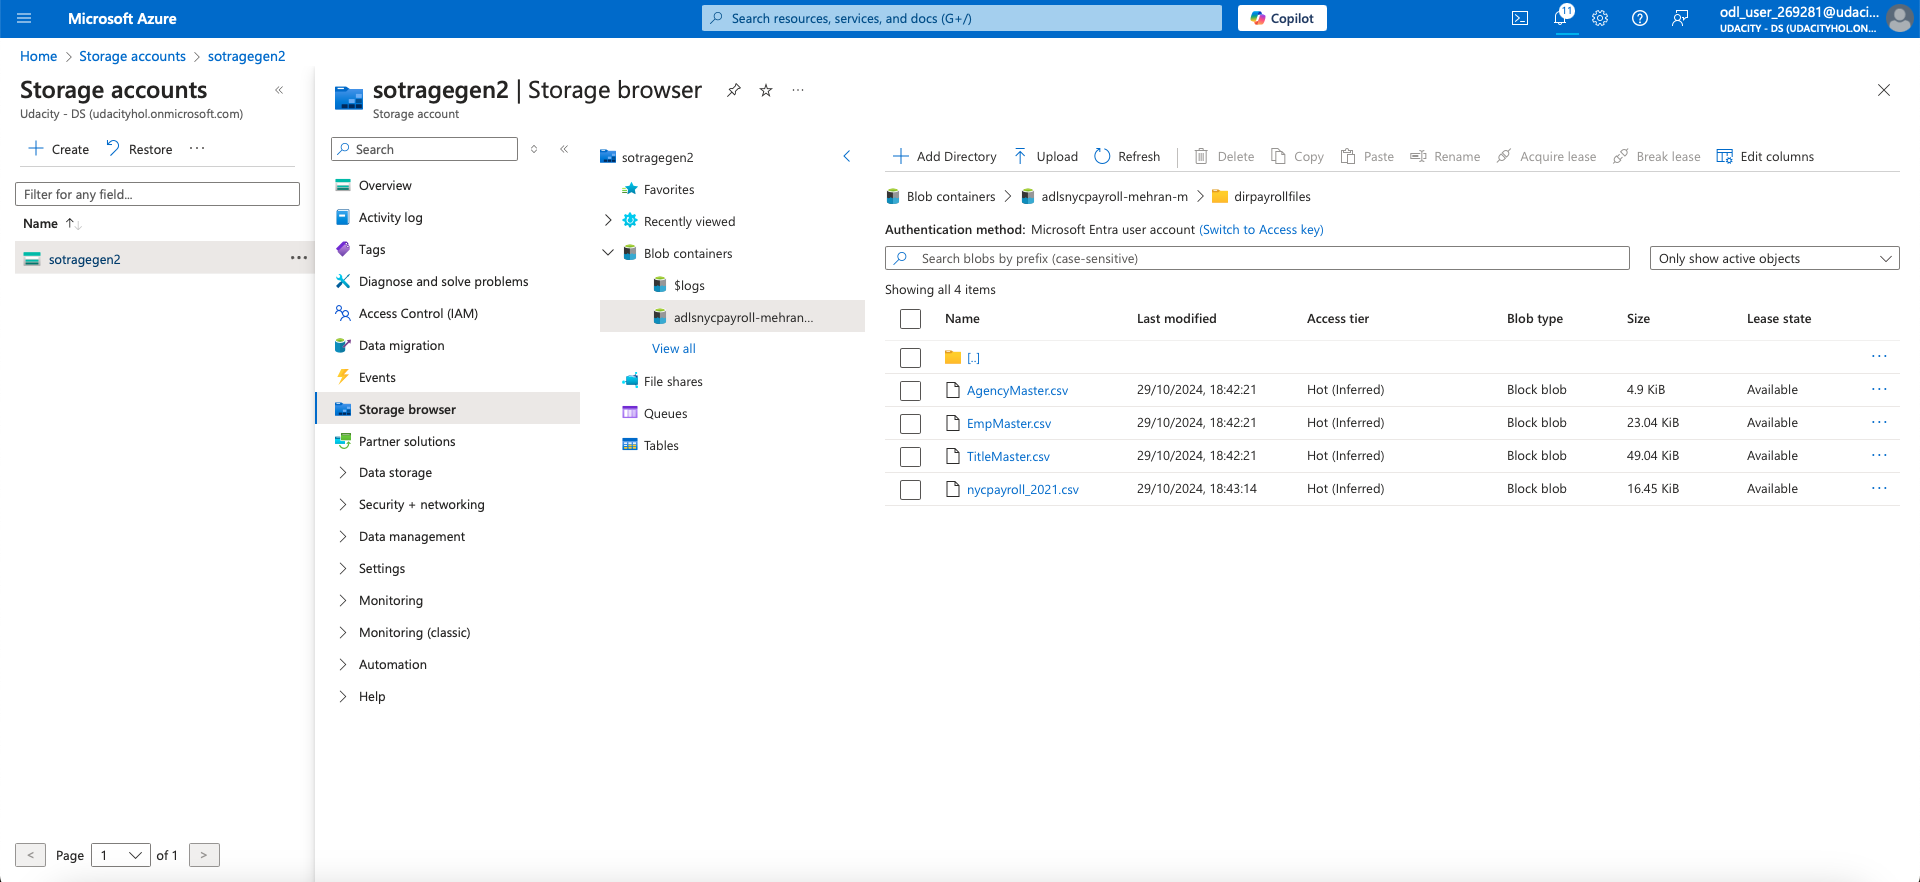 Microsoft Azure
Search resources, services, and docs (G+/)
Copilot
11
odl_user_269281@udaci...
UDACITY - DS (UDACITYHOL.ON...
Home > Storage accounts > sotragegen2
Storage accounts
Udacity - DS (udacityhol.onmicrosoft.com)
Create
Restore
Filter for any field...
Name
sotragegen2
< Page 1 of 1 >
sotragegen2 | Storage browser
Storage account
Search
Overview
Activity log
Tags
Diagnose and solve problems
Access Control (IAM)
Data migration
Events
Storage browser
Partner solutions
Data storage
Security + networking
Data management
Settings
Monitoring
Monitoring (classic)
Automation
Help
sotragegen2
Favorites
Recently viewed
Blob containers
$logs
adlsnycpayroll-mehran...
View all
File shares
Queues
Tables
Add Directory Upload Refresh Delete Copy Paste Rename Acquire lease Break lease Edit columns
Blob containers > adlsnycpayroll-mehran-m > dirpayrollfiles
Authentication method: Microsoft Entra user account (Switch to Access key)
Search blobs by prefix (case-sensitive)
Only show active objects
Showing all 4 items
Name Last modified Access tier Blob type Size Lease state
[..]
AgencyMaster.csv 29/10/2024, 18:42:21 Hot (Inferred) Block blob 4.9 KiB Available
EmpMaster.csv 29/10/2024, 18:42:21 Hot (Inferred) Block blob 23.04 KiB Available
TitleMaster.csv 29/10/2024, 18:42:21 Hot (Inferred) Block blob 49.04 KiB Available
nycpayroll_2021.csv 29/10/2024, 18:43:14 Hot (Inferred) Block blob 16.45 KiB Available